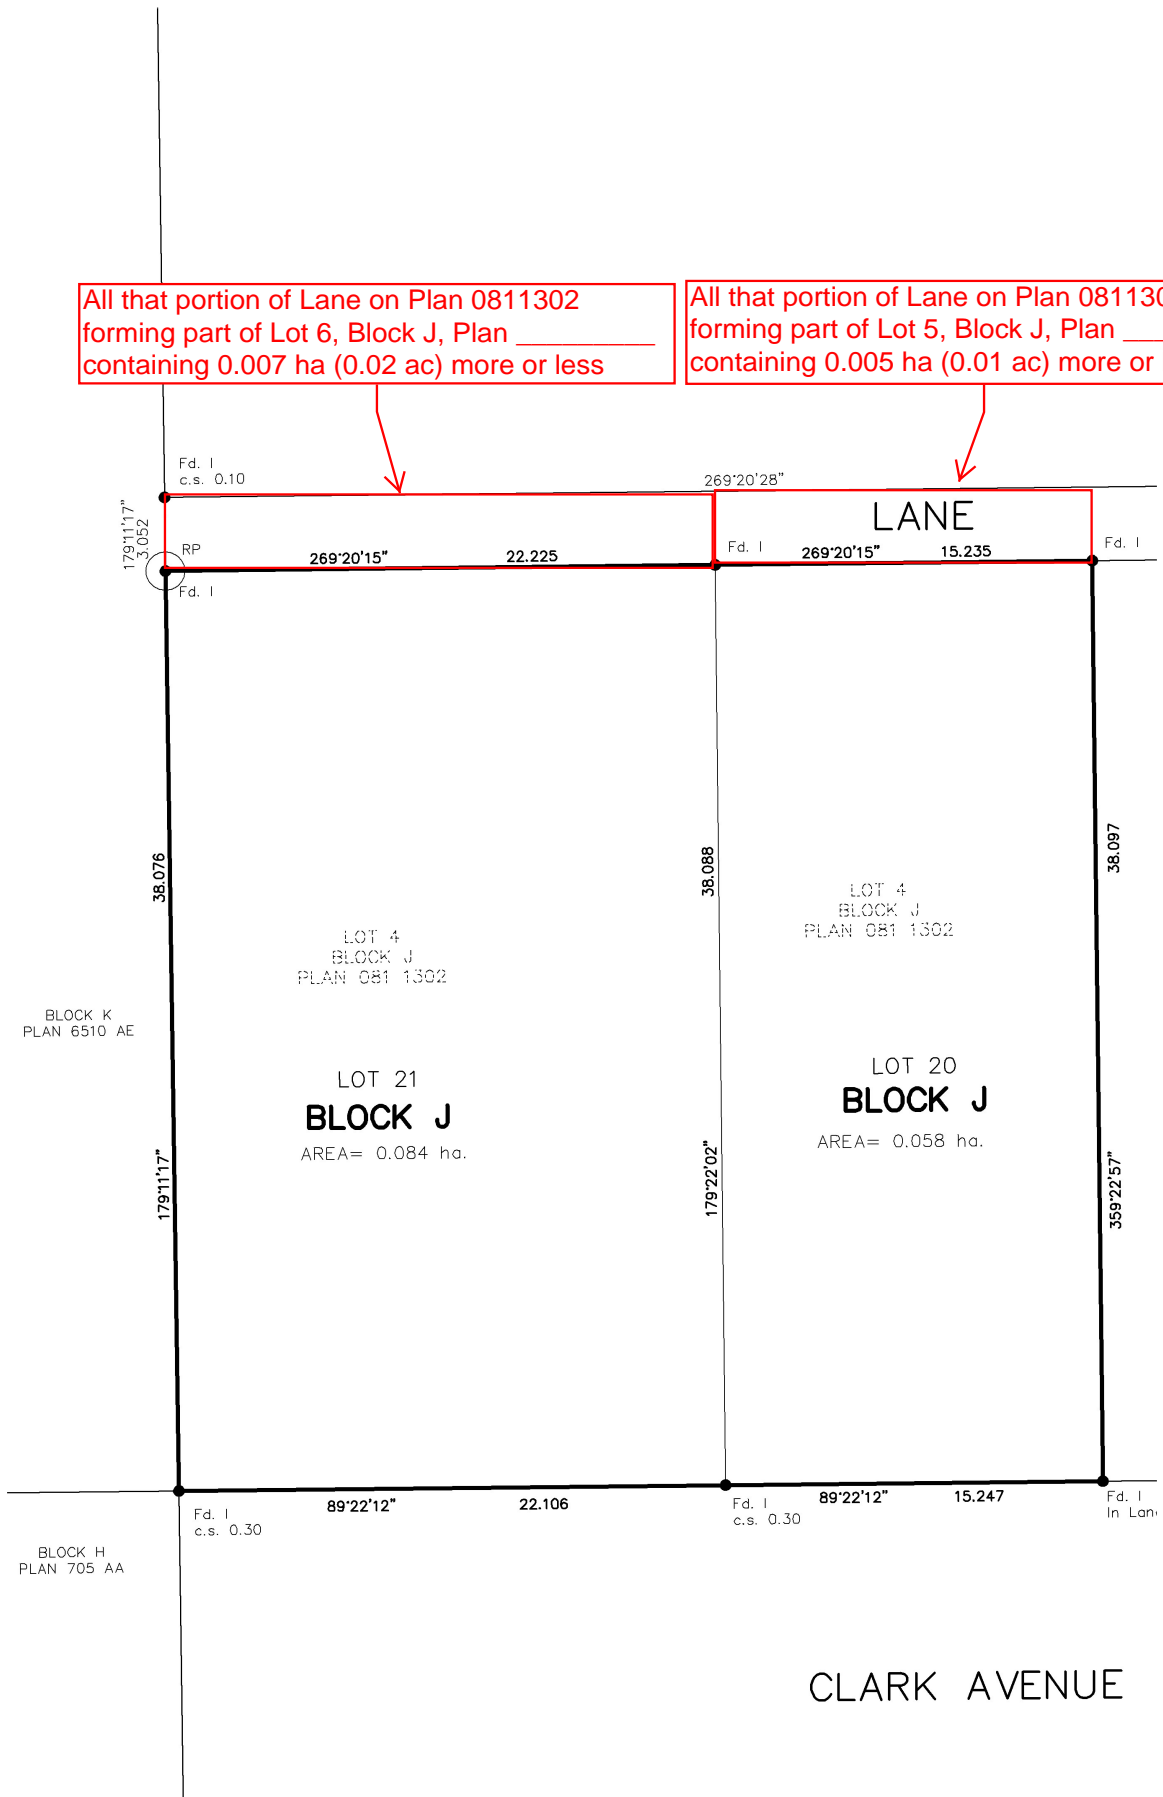 All that portion of Lane on Plan 0811302
forming part of Lot 6, Block J, Plan _________
containing 0.007 ha (0.02 ac) more or less
All that portion of Lane on Plan 081130
forming part of Lot 5, Block J, Plan ___
containing 0.005 ha (0.01 ac) more or
Fd. I
c.s. 0.10
269°20'28"
179°11'17"
3.052
LANE
RP
269°20'15"
22.225
Fd. I
269°20'15"
15.235
Fd. I
Fd. I
38.076
38.088
38.097
LOT 4
BLOCK J
PLAN 081 1302
LOT 4
BLOCK J
PLAN 081 1302
BLOCK K
PLAN 6510 AE
LOT 21
BLOCK J
AREA= 0.084 ha.
LOT 20
BLOCK J
AREA= 0.058 ha.
179°11'17"
179°22'02"
359°22'57"
89°22'12"
22.106
89°22'12"
15.247
Fd. I
c.s. 0.30
Fd. I
c.s. 0.30
Fd. I
In Lan
BLOCK H
PLAN 705 AA
CLARK AVENUE